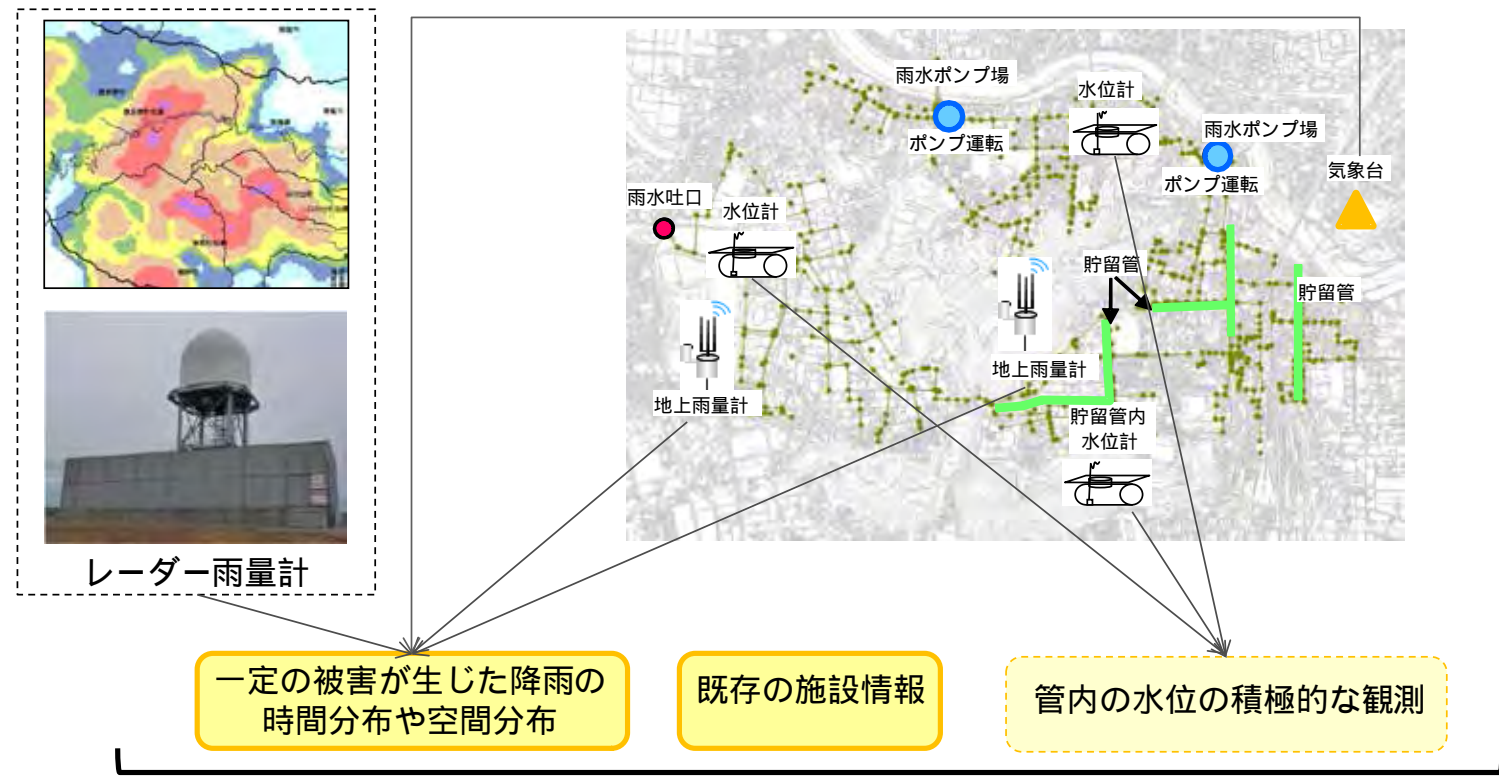 レーダー雨量計
雨水ポンプ場
ポンプ運転
水位計
雨水ポンプ場
ポンプ運転
気象台
雨水吐口
水位計
貯留管
貯留管
地上雨量計
地上雨量計
貯留管内
水位計
一定の被害が生じた降雨の
時間分布や空間分布
既存の施設情報
管内の水位の積極的な観測